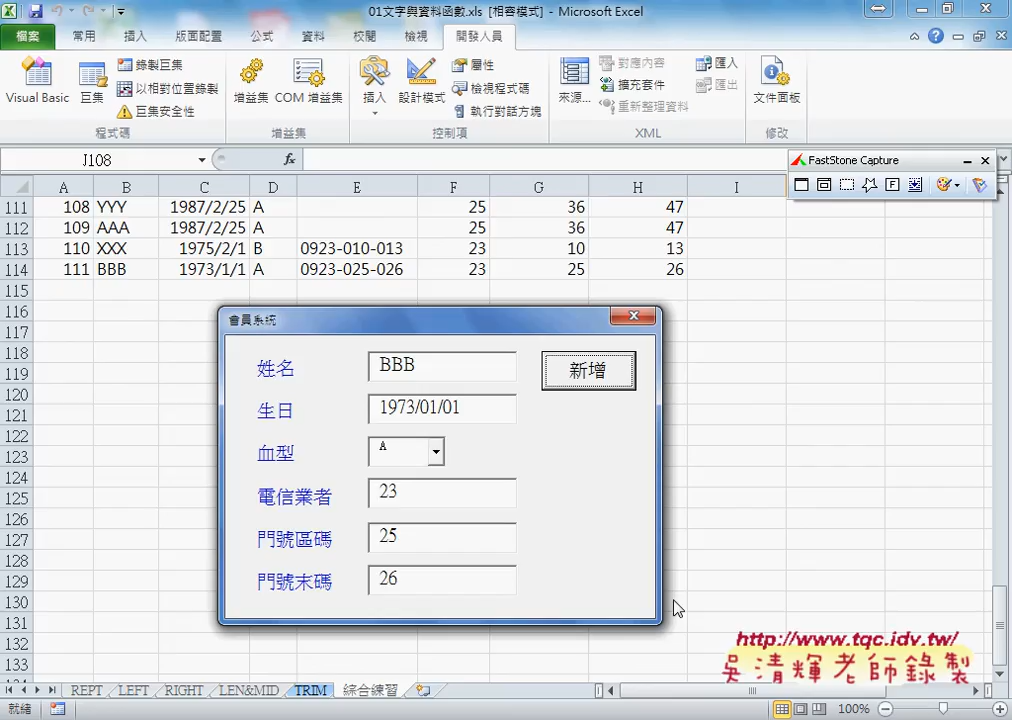 01文字與資料函數.xls [相容模式] - Microsoft Excel
檔案 常用 插入 版面配置 公式 資料 校閱 檢視 開發人員
Visual Basic 巨集 錄製巨集 以相對位置錄製 巨集安全性 增益集 COM 增益集 插入 設計模式 屬性 檢視程式碼 執行對話方塊 來源... 對應內容 擴充套件 重新整理資料 匯入 匯出 文件面板
程式碼 增益集 控制項 XML 修改
J108 fx
FastStone Capture
A B C D E F G H I
111 108 YYY 1987/2/25 A 25 36 47
112 109 AAA 1987/2/25 A 25 36 47
113 110 XXX 1975/2/1 B 0923-010-013 23 10 13
114 111 BBB 1973/1/1 A 0923-025-026 23 25 26
115
116
117
118
119
120
121
122
123
124
125
126
127
128
129
130
131
132
133
會員系統
姓名 BBB 新增
生日 1973/01/01
血型 A
電信業者 23
門號區碼 25
門號末碼 26
http://www.tqc.idv.tw/
吳清輝老師錄製
REPT LEFT RIGHT LEN&MID TRIM 綜合練習
就緒 100%